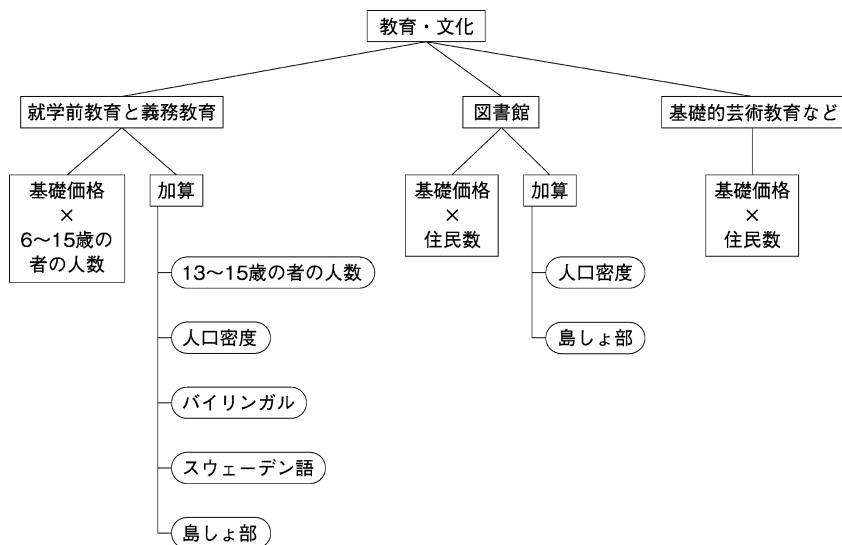 教育・文化
就学前教育と義務教育
図書館
基礎的芸術教育など
基礎価格
×
6〜15歳の
者の人数
加算
基礎価格
×
住民数
加算
基礎価格
×
住民数
13〜15歳の者の人数
人口密度
バイリンガル
スウェーデン語
島しょ部
人口密度
島しょ部